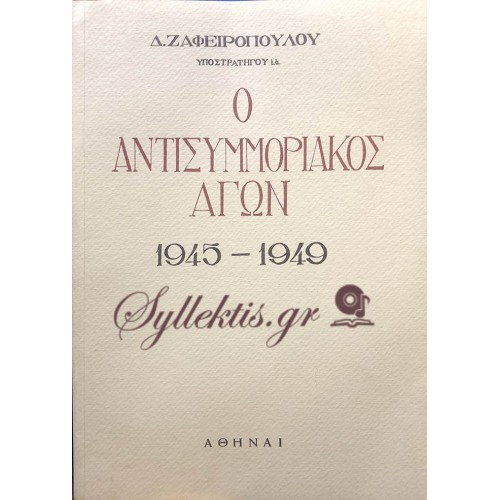 Δ. ΖΑΦΕΙΡΟΠΟΥΛΟΥ
ΥΠΟΣΤΡΑΤΗΓΟΥ ἐ.ἀ.
Ο
ΑΝΤΙΣΥΜΜΟΡΙΑΚΟΣ
ΑΓΩΝ
1945 – 1949
Syllektis.gr
ΑΘΗΝΑΙ